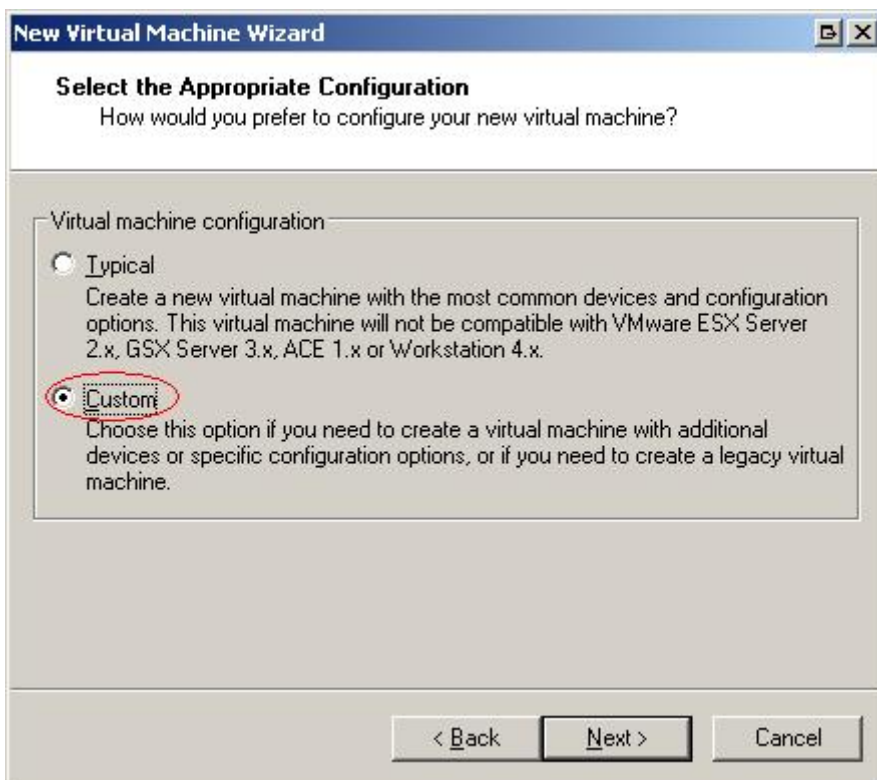 New Virtual Machine Wizard
Select the Appropriate Configuration
How would you prefer to configure your new virtual machine?
Virtual machine configuration
Typical
Create a new virtual machine with the most common devices and configuration
options. This virtual machine will not be compatible with VMware ESX Server
2.x, GSX Server 3.x, ACE 1.x or Workstation 4.x.
Custom
Choose this option if you need to create a virtual machine with additional
devices or specific configuration options, or if you need to create a legacy virtual
machine.
< Back
Next >
Cancel